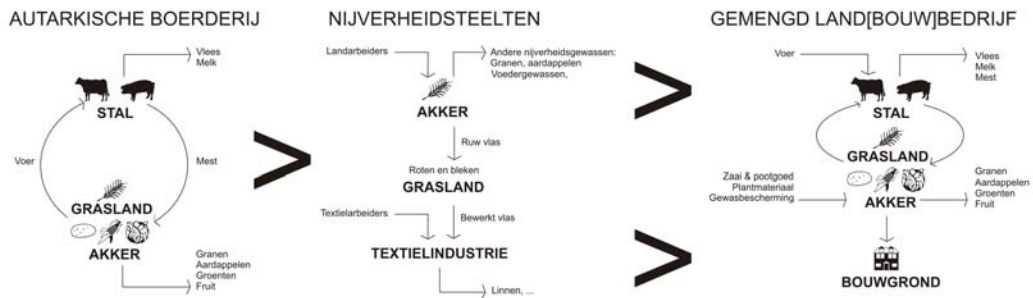 AUTARKISCHE BOERDERIJ
Vlees
Melk
STAL
Voer
Mest
GRASLAND
AKKER
Granen
Aardappelen
Groenten
Fruit
>
NIJVERHEIDSTEELTEN
Landarbeiders
Andere nijverheidsgewassen:
Granen, aardappelen
Voedergewassen,
AKKER
Ruw vlas
Roten en bleken
GRASLAND
Textielarbeiders
Bewerkt vlas
TEXTIELINDUSTRIE
Linnen, ...
>
>
GEMENGD LAND[BOUW]BEDRIJF
Voer
Vlees
Melk
Mest
STAL
GRASLAND
Zaai & pootgoed
Plantmateriaal
Gewasbescherming
AKKER
Granen
Aardappelen
Groenten
Fruit
BOUWGROND